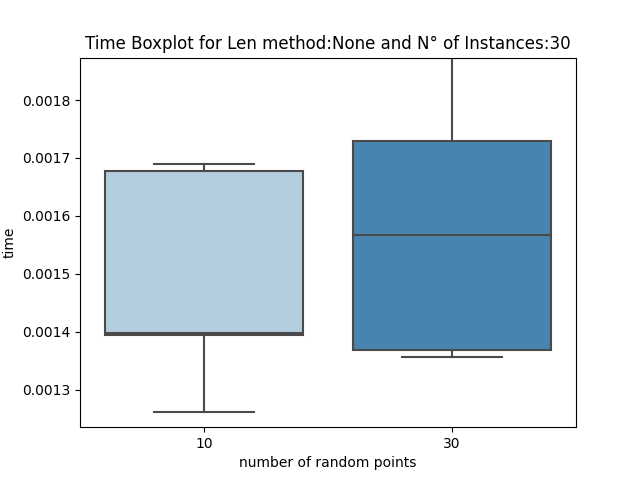 Time Boxplot for Len method:None and N° of Instances:30
0.0018
0.0017
0.0016
0.0015
0.0014
0.0013
time
10
30
number of random points